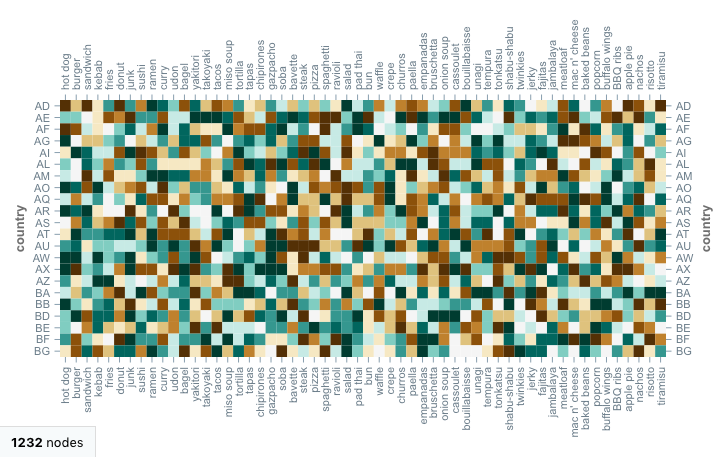 hot dog
burger
sandwich
kebab
fries
donut
junk
sushi
ramen
curry
udon
bagel
yakitori
takoyaki
tacos
miso soup
tortilla
tapas
chipirones
gazpacho
soba
bavette
steak
pizza
spaghetti
ravioli
salad
pad thai
bun
waffle
crepe
churros
paella
empanadas
bruschetta
onion soup
cassoulet
bouillabaisse
unagi
tempura
tonkatsu
shabu-shabu
twinkies
jerky
fajitas
jambalaya
meatloaf
mac n' cheese
baked beans
popcorn
buffalo wings
BBQ ribs
apple pie
nachos
risotto
tiramisu
country
AD AD
AE AE
AF AF
AG AG
AI AI
AL AL
AM AM
AO AO
AQ AQ
AR AR
AS AS
AT AT
AU AU
AW AW
AX AX
AZ AZ
BA BA
BB BB
BD BD
BE BE
BF BF
BG BG
country
hot dog
burger
sandwich
kebab
fries
donut
junk
sushi
ramen
curry
udon
bagel
yakitori
takoyaki
tacos
miso soup
tortilla
tapas
chipirones
gazpacho
soba
bavette
steak
pizza
spaghetti
ravioli
salad
pad thai
bun
waffle
crepe
churros
paella
empanadas
bruschetta
onion soup
cassoulet
bouillabaisse
unagi
tempura
tonkatsu
shabu-shabu
twinkies
jerky
fajitas
jambalaya
meatloaf
mac n' cheese
baked beans
popcorn
buffalo wings
BBQ ribs
apple pie
nachos
risotto
tiramisu
1232 nodes